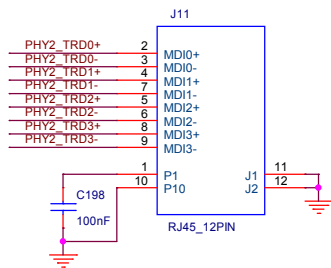 J11
PHY2_TRD0+ 2 MDI0+
PHY2_TRD0- 3 MDI0-
PHY2_TRD1+ 4 MDI1+
PHY2_TRD1- 7 MDI1-
PHY2_TRD2+ 5 MDI2+
PHY2_TRD2- 6 MDI2-
PHY2_TRD3+ 8 MDI3+
PHY2_TRD3- 9 MDI3-
1 P1 J1 11
10 P10 J2 12
C198
100nF
RJ45_12PIN